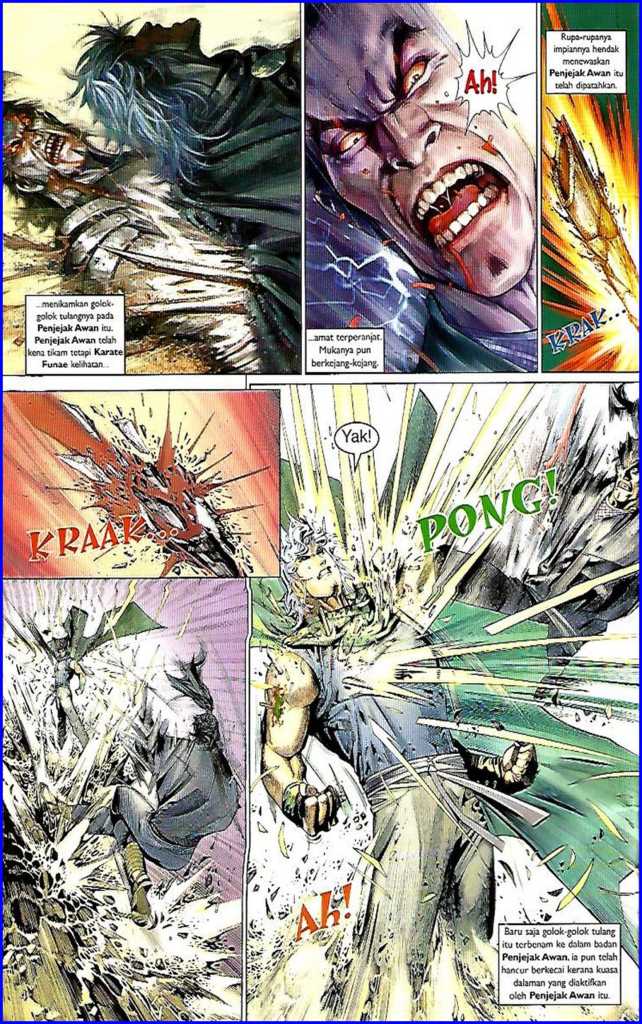 ...menikamkan golok-
golok tulangnya pada
Penjejak Awan itu.
Penjejak Awan telah
kena tikam tetapi Karate
Funae kelihatan...
Ah!
...amat terperanjat.
Mukanya pun
berkejang-kejang.
Rupa-rupanya
impiannya hendak
menewaskan
Penjejak Awan itu
telah dipatahkan.
KRAK...
KRAAK...
Yak!
PONG!
Ah!
Baru saja golok-golok tulang
itu terbenam ke dalam badan
Penjejak Awan, ia pun telah
hancur berkecai kerana kuasa
dalaman yang diaktifkan
oleh Penjejak Awan itu.